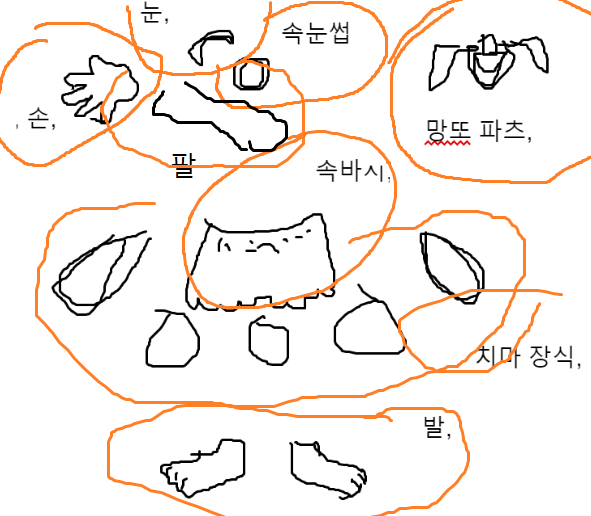 눈,
속눈썹
, 손,
망또 파츠,
팔
속바시,
치마 장식,
발,